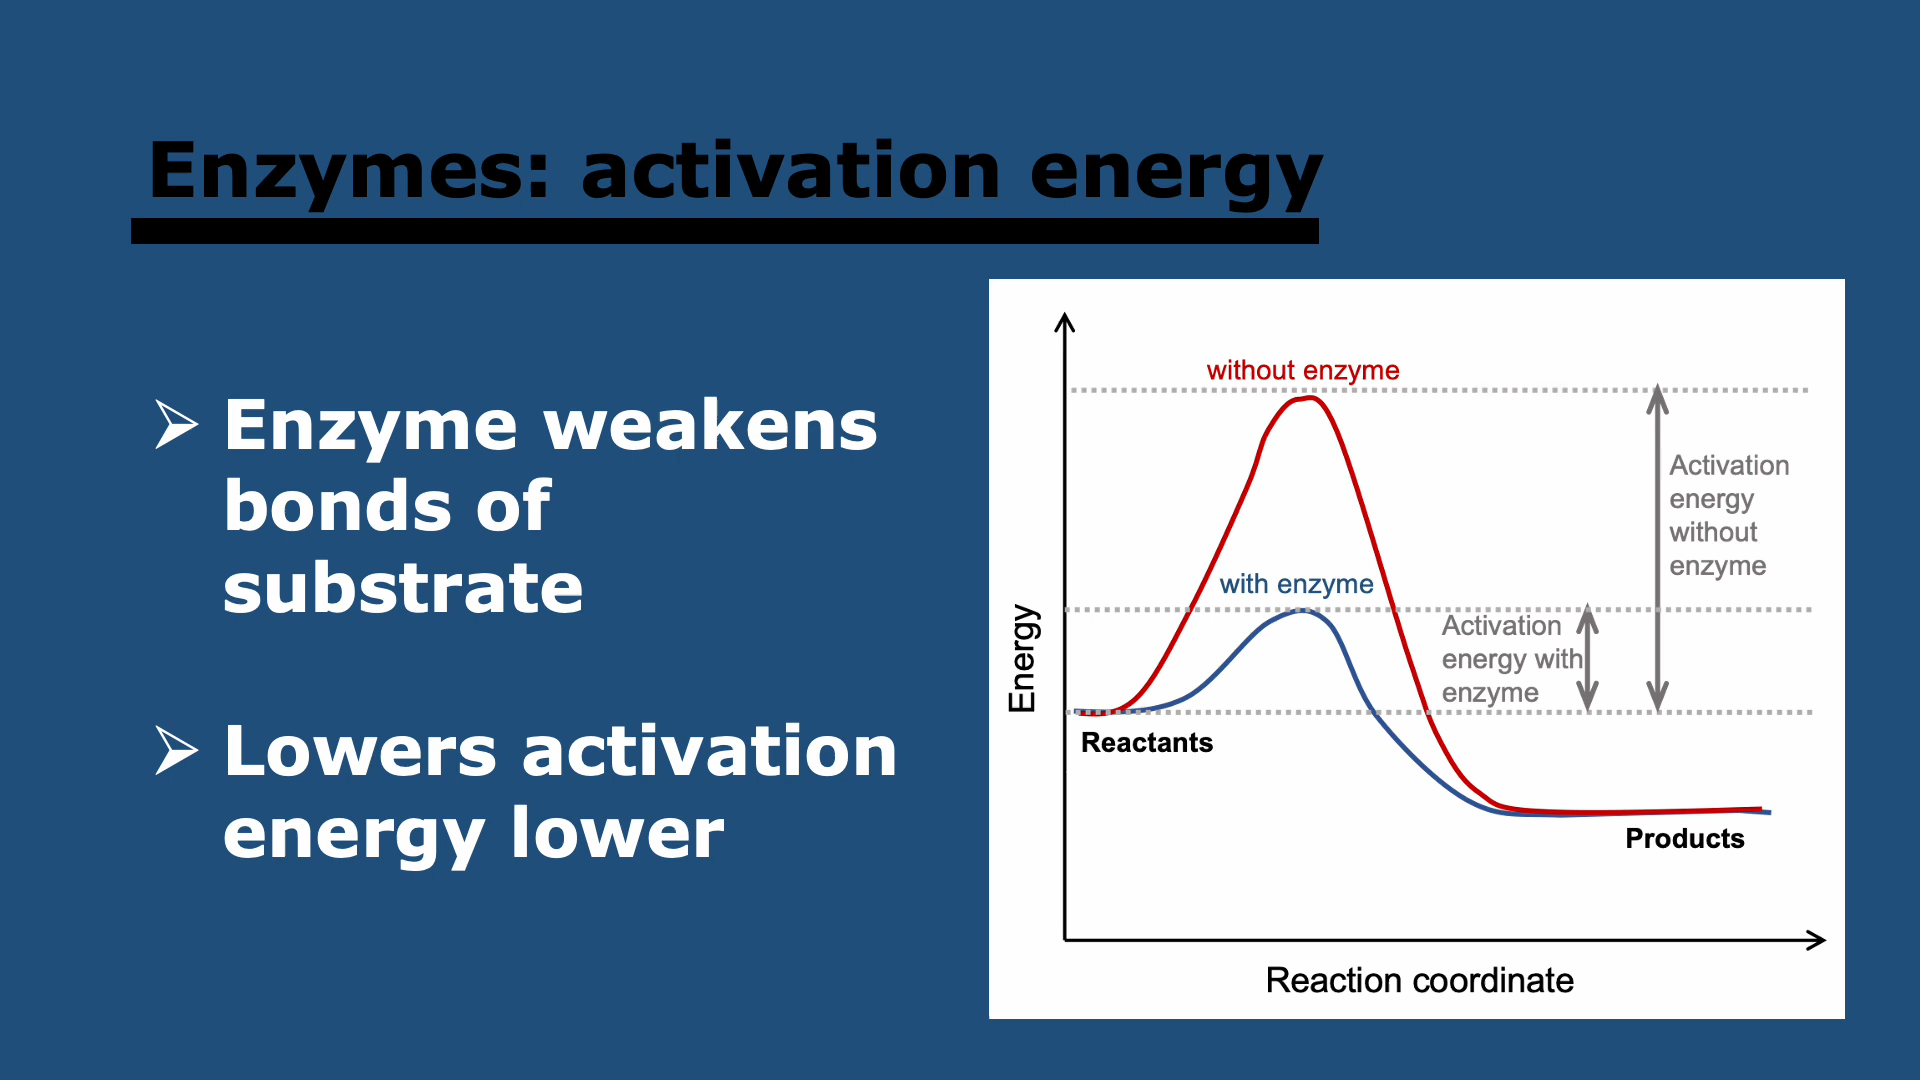 Enzymes: activation energy
Enzyme weakens
bonds of
substrate
Lowers activation
energy lower
without enzyme
Activation
energy
without
enzyme
with enzyme
Activation
energy with
enzyme
Energy
Reactants
Products
Reaction coordinate